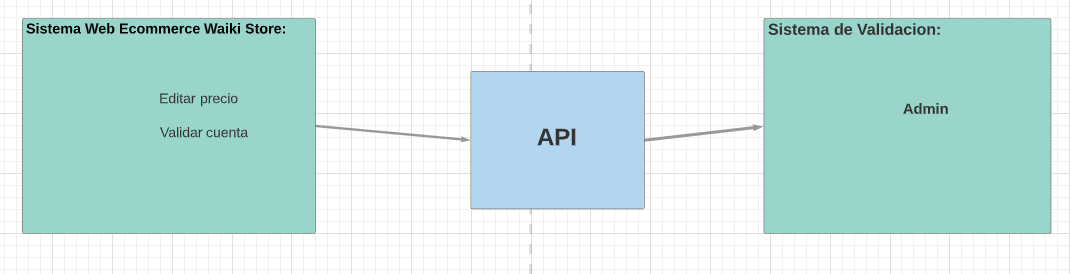 Sistema Web Ecommerce Waiki Store:
Editar precio
Validar cuenta
API
Sistema de Validacion:
Admin